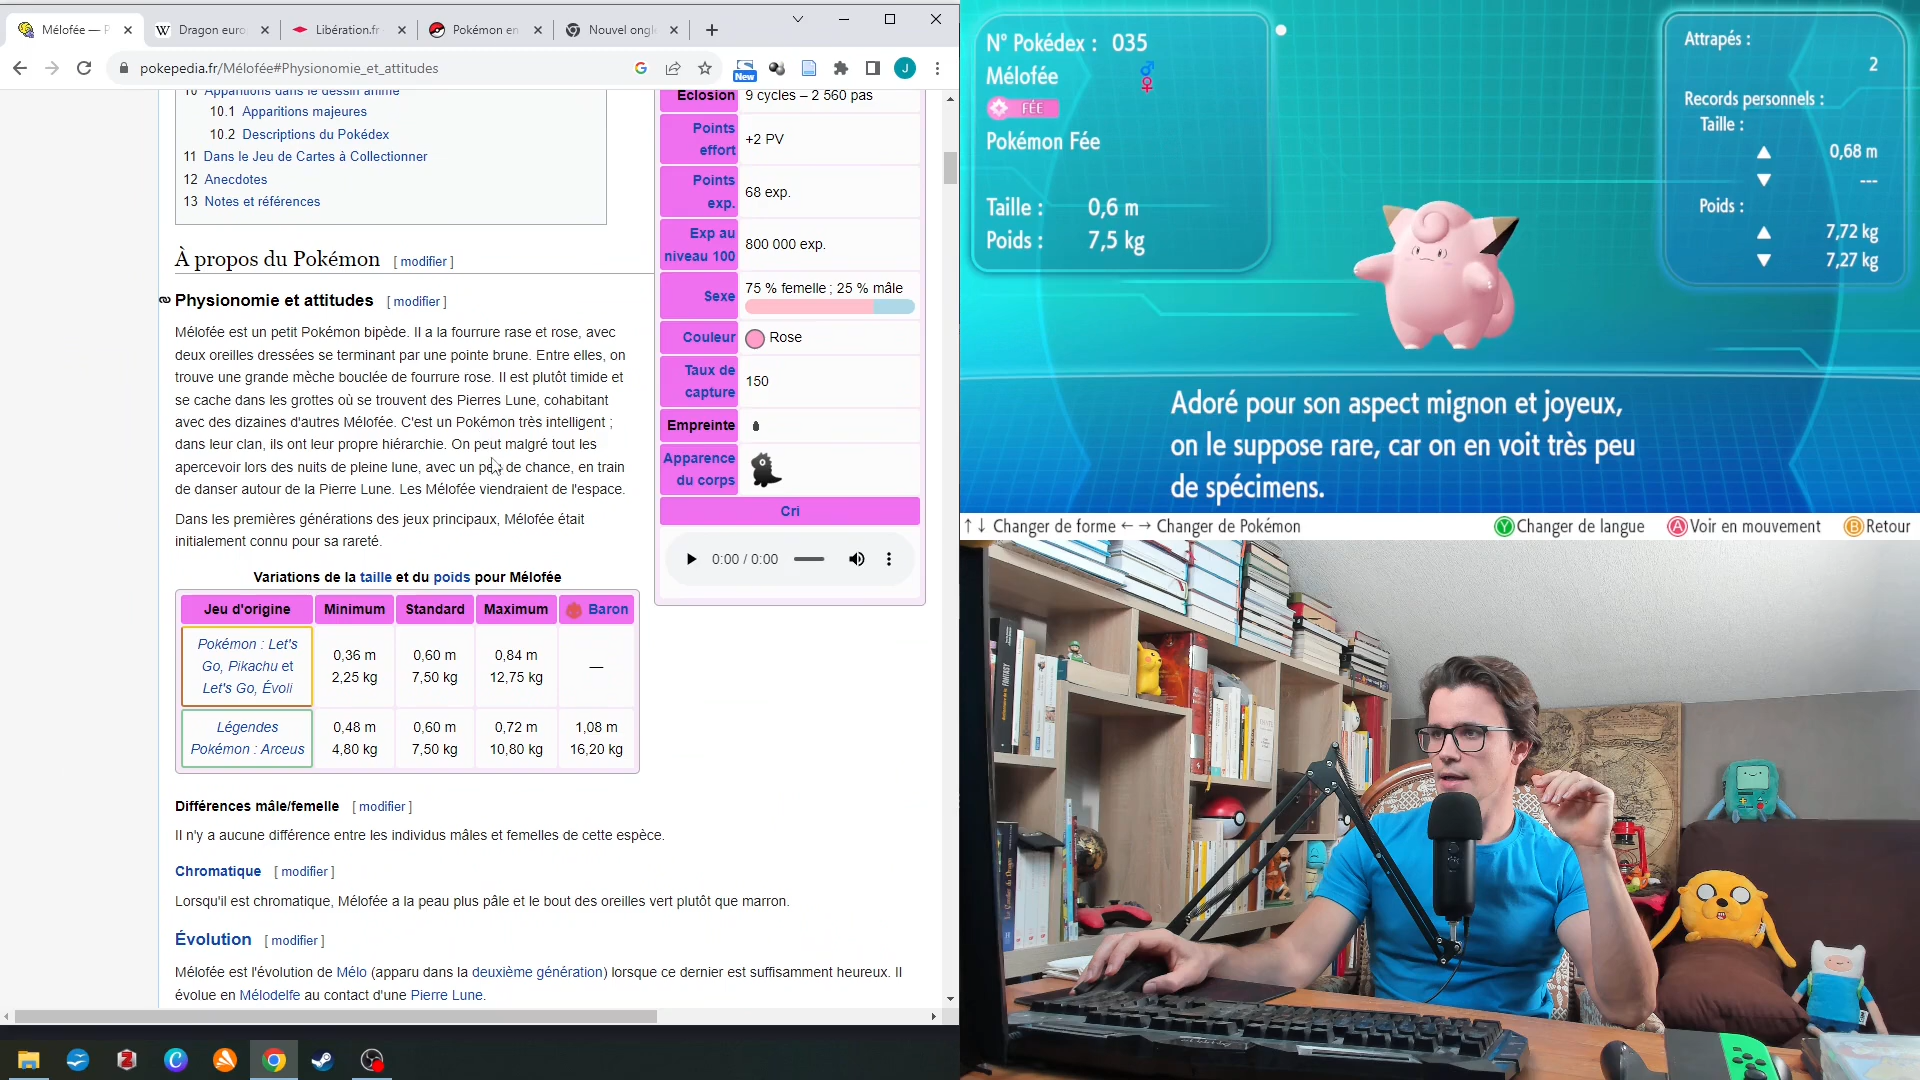 Mélofée — P
Dragon euro
Libération.fr
Pokémon en
Nouvel ongl
pokepedia.fr/Mélofée#Physionomie_et_attitudes
New
J
10 Apparitions dans le dessin animé
10.1 Apparitions majeures
10.2 Descriptions du Pokédex
11 Dans le Jeu de Cartes à Collectionner
12 Anecdotes
13 Notes et références
À propos du Pokémon [ modifier ]
Physionomie et attitudes [ modifier ]
Mélofée est un petit Pokémon bipède. Il a la fourrure rase et rose, avec
deux oreilles dressées se terminant par une pointe brune. Entre elles, on
trouve une grande mèche bouclée de fourrure rose. Il est plutôt timide et
se cache dans les grottes où se trouvent des Pierres Lune, cohabitant
avec des dizaines d'autres Mélofée. C'est un Pokémon très intelligent ;
dans leur clan, ils ont leur propre hiérarchie. On peut malgré tout les
apercevoir lors des nuits de pleine lune, avec un peu de chance, en train
de danser autour de la Pierre Lune. Les Mélofée viendraient de l'espace.
Dans les premières générations des jeux principaux, Mélofée était
initialement connu pour sa rareté.
Variations de la taille et du poids pour Mélofée
Jeu d'origine Minimum Standard Maximum Baron
Pokémon : Let's
Go, Pikachu et
Let's Go, Évoli
0,36 m
2,25 kg
0,60 m
7,50 kg
0,84 m
12,75 kg
—
Légendes
Pokémon : Arceus
0,48 m
4,80 kg
0,60 m
7,50 kg
0,72 m
10,80 kg
1,08 m
16,20 kg
Différences mâle/femelle [ modifier ]
Il n'y a aucune différence entre les individus mâles et femelles de cette espèce.
Chromatique [ modifier ]
Lorsqu'il est chromatique, Mélofée a la peau plus pâle et le bout des oreilles vert plutôt que marron.
Évolution [ modifier ]
Mélofée est l'évolution de Mélo (apparu dans la deuxième génération) lorsque ce dernier est suffisamment heureux. Il
évolue en Mélodelfe au contact d'une Pierre Lune.
Éclosion 9 cycles – 2 560 pas
Points
effort
+2 PV
Points
exp.
68 exp.
Exp au
niveau 100
800 000 exp.
Sexe 75 % femelle ; 25 % mâle
Couleur Rose
Taux de
capture
150
Empreinte
Apparence
du corps
Cri
0:00 / 0:00
N° Pokédex : 035
Mélofée
FÉE
Pokémon Fée
Taille : 0,6 m
Poids : 7,5 kg
Attrapés :
2
Records personnels :
Taille :
▲ 0,68 m
▼ ---
Poids :
▲ 7,72 kg
▼ 7,27 kg
Adoré pour son aspect mignon et joyeux,
on le suppose rare, car on en voit très peu
de spécimens.
↑↓ Changer de forme ←→ Changer de Pokémon
Y Changer de langue A Voir en mouvement B Retour